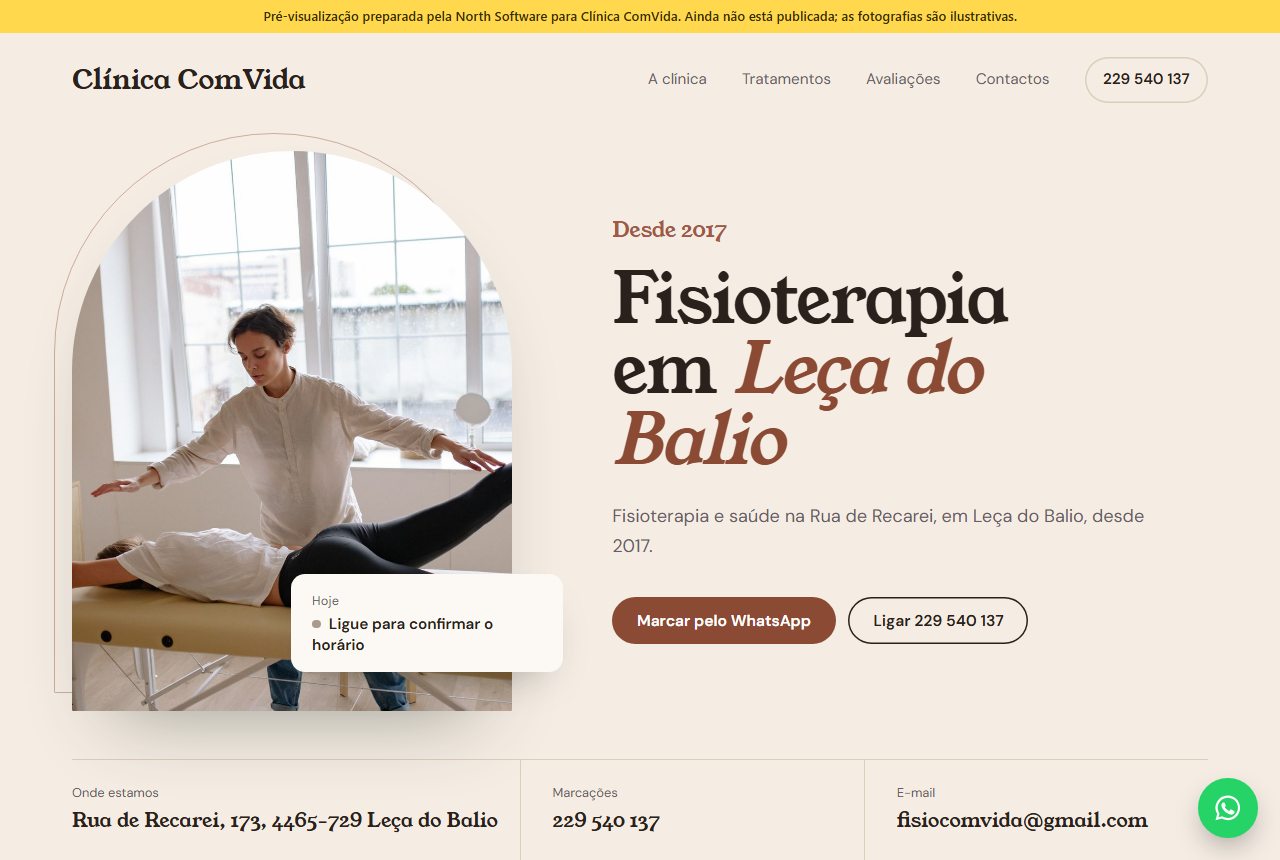 Pré-visualização preparada pela North Software para Clínica ComVida. Ainda não está publicada; as fotografias são ilustrativas.
Clínica ComVida
A clínica
Tratamentos
Avaliações
Contactos
229 540 137
Desde 2017
Fisioterapia
em Leça do
Balio
Fisioterapia e saúde na Rua de Recarei, em Leça do Balio, desde
2017.
Marcar pelo WhatsApp
Ligar 229 540 137
Hoje
Ligue para confirmar o
horário
Onde estamos
Rua de Recarei, 173, 4465-729 Leça do Balio
Marcações
229 540 137
E-mail
fisiocomvida@gmail.com